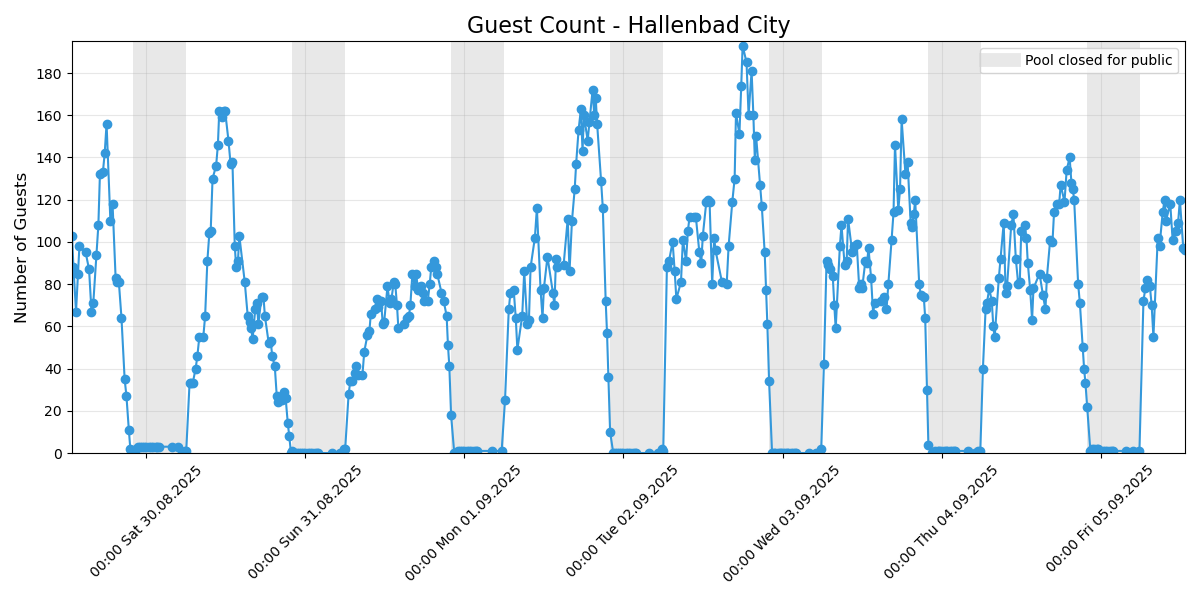 Guest Count - Hallenbad City
Pool closed for public
Number of Guests
180
160
140
120
100
80
60
40
20
0
00:00 Sat 30.08.2025
00:00 Sun 31.08.2025
00:00 Mon 01.09.2025
00:00 Tue 02.09.2025
00:00 Wed 03.09.2025
00:00 Thu 04.09.2025
00:00 Fri 05.09.2025